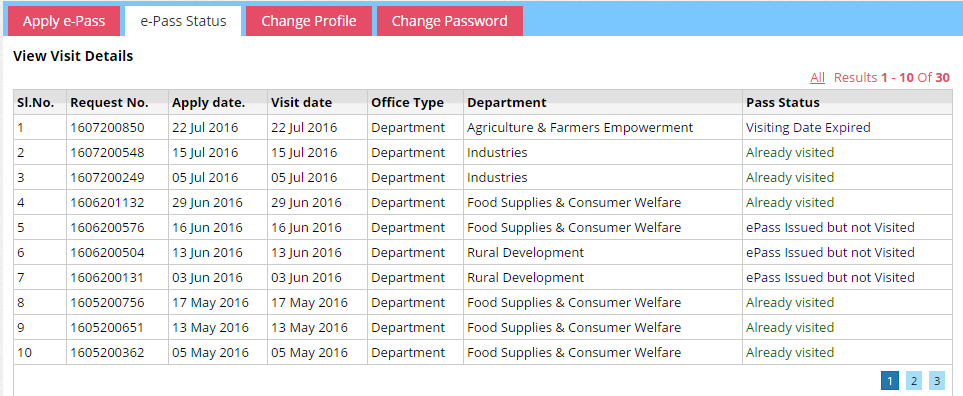 Apply e-Pass e-Pass Status Change Profile Change Password
View Visit Details
All Results 1 - 10 Of 30
Sl.No. Request No. Apply date. Visit date Office Type Department Pass Status
1 1607200850 22 Jul 2016 22 Jul 2016 Department Agriculture & Farmers Empowerment Visiting Date Expired
2 1607200548 15 Jul 2016 15 Jul 2016 Department Industries Already visited
3 1607200249 05 Jul 2016 05 Jul 2016 Department Industries Already visited
4 1606201132 29 Jun 2016 29 Jun 2016 Department Food Supplies & Consumer Welfare Already visited
5 1606200576 16 Jun 2016 16 Jun 2016 Department Food Supplies & Consumer Welfare ePass Issued but not Visited
6 1606200504 13 Jun 2016 13 Jun 2016 Department Rural Development ePass Issued but not Visited
7 1606200131 03 Jun 2016 03 Jun 2016 Department Rural Development ePass Issued but not Visited
8 1605200756 17 May 2016 17 May 2016 Department Food Supplies & Consumer Welfare Already visited
9 1605200651 13 May 2016 13 May 2016 Department Food Supplies & Consumer Welfare Already visited
10 1605200362 05 May 2016 05 May 2016 Department Food Supplies & Consumer Welfare Already visited
1 2 3